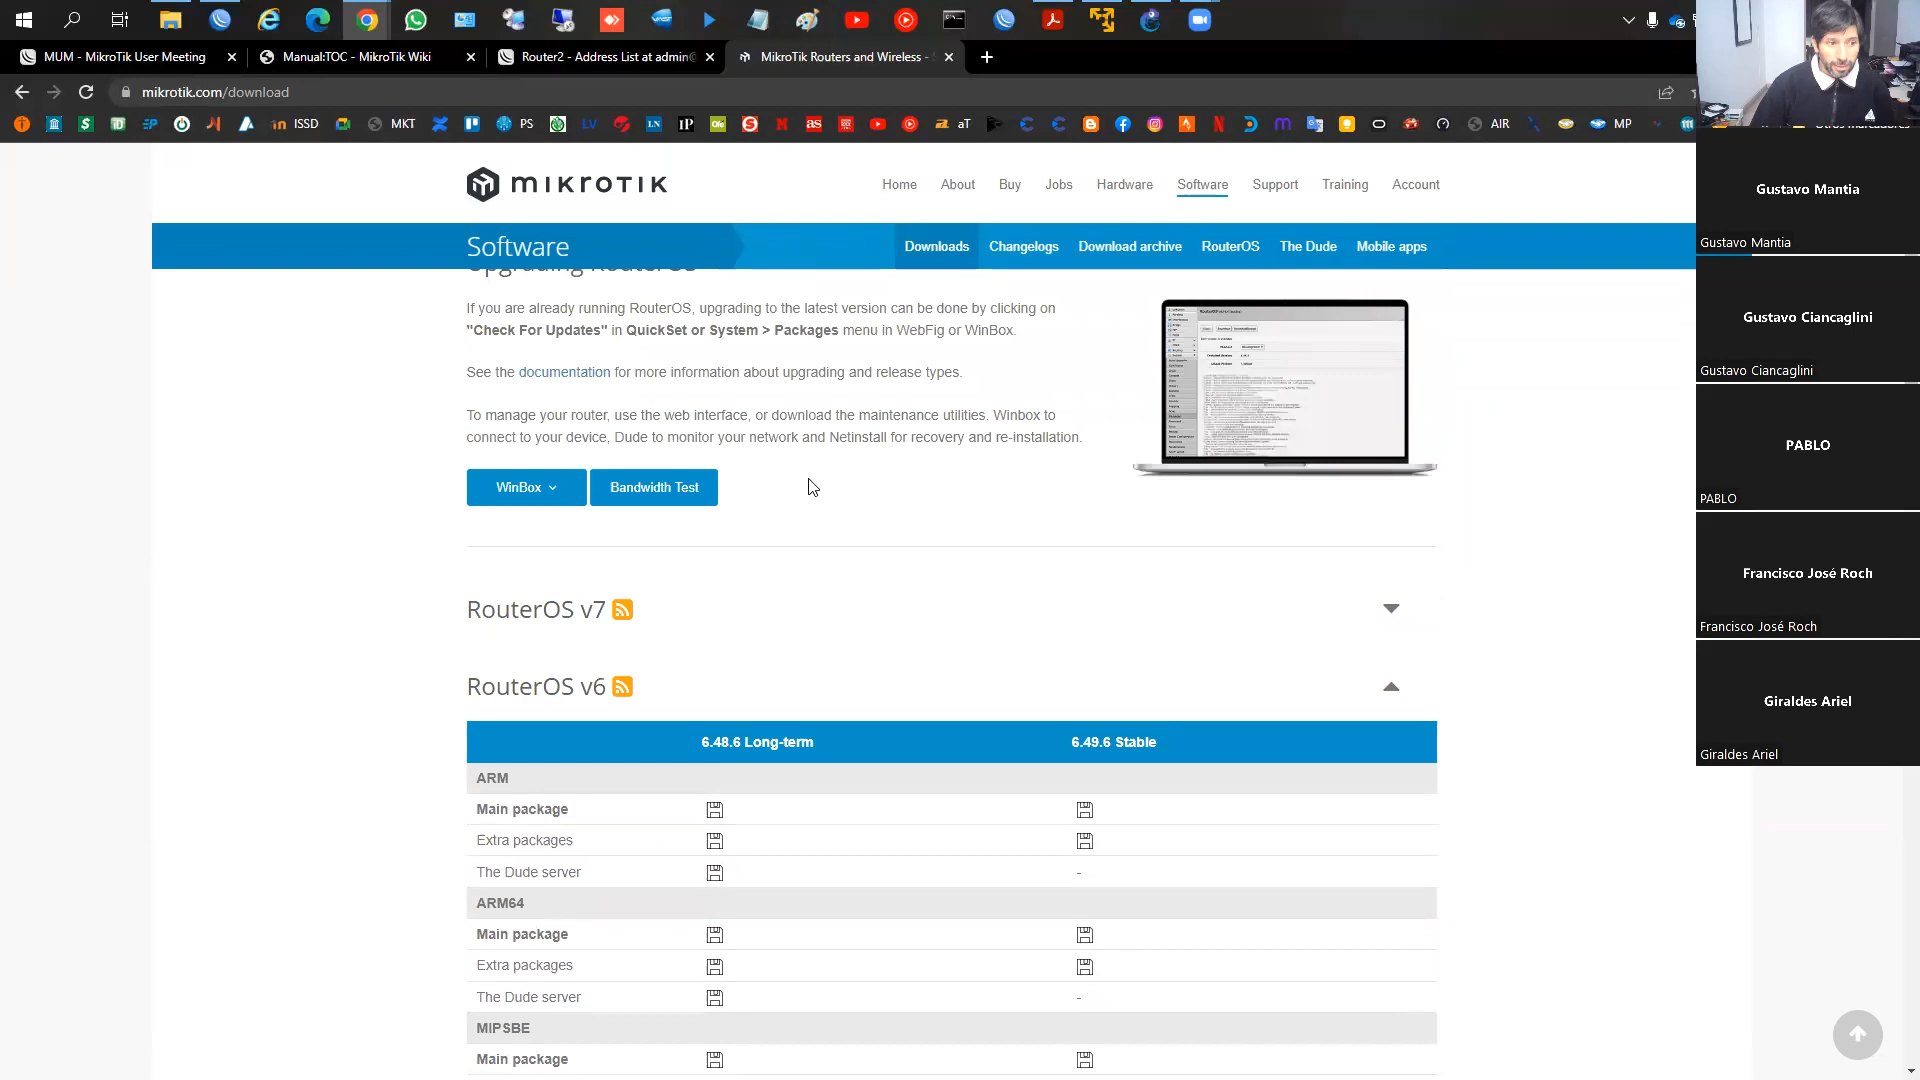 MUM - MikroTik User Meeting
Manual:TOC - MikroTik Wiki
Router2 - Address List at admin@
MikroTik Routers and Wireless -
mikrotik.com/download
ISSD
MKT
PS
LV
LN
IP
Ole
as
aT
AIR
MP
Otros marcadores
MIKROTIK
Home
About
Buy
Jobs
Hardware
Software
Support
Training
Account
Software
Downloads
Changelogs
Download archive
RouterOS
The Dude
Mobile apps
Upgrading RouterOS
If you are already running RouterOS, upgrading to the latest version can be done by clicking on
"Check For Updates" in QuickSet or System > Packages menu in WebFig or WinBox.
See the documentation for more information about upgrading and release types.
To manage your router, use the web interface, or download the maintenance utilities. Winbox to
connect to your device, Dude to monitor your network and Netinstall for recovery and re-installation.
WinBox
Bandwidth Test
RouterOS v7
RouterOS v6
6.48.6 Long-term
6.49.6 Stable
ARM
Main package
Extra packages
The Dude server
-
ARM64
Main package
Extra packages
The Dude server
-
MIPSBE
Main package
Gustavo Mantia
Gustavo Mantia
Gustavo Ciancaglini
Gustavo Ciancaglini
PABLO
PABLO
Francisco José Roch
Francisco José Roch
Giraldes Ariel
Giraldes Ariel